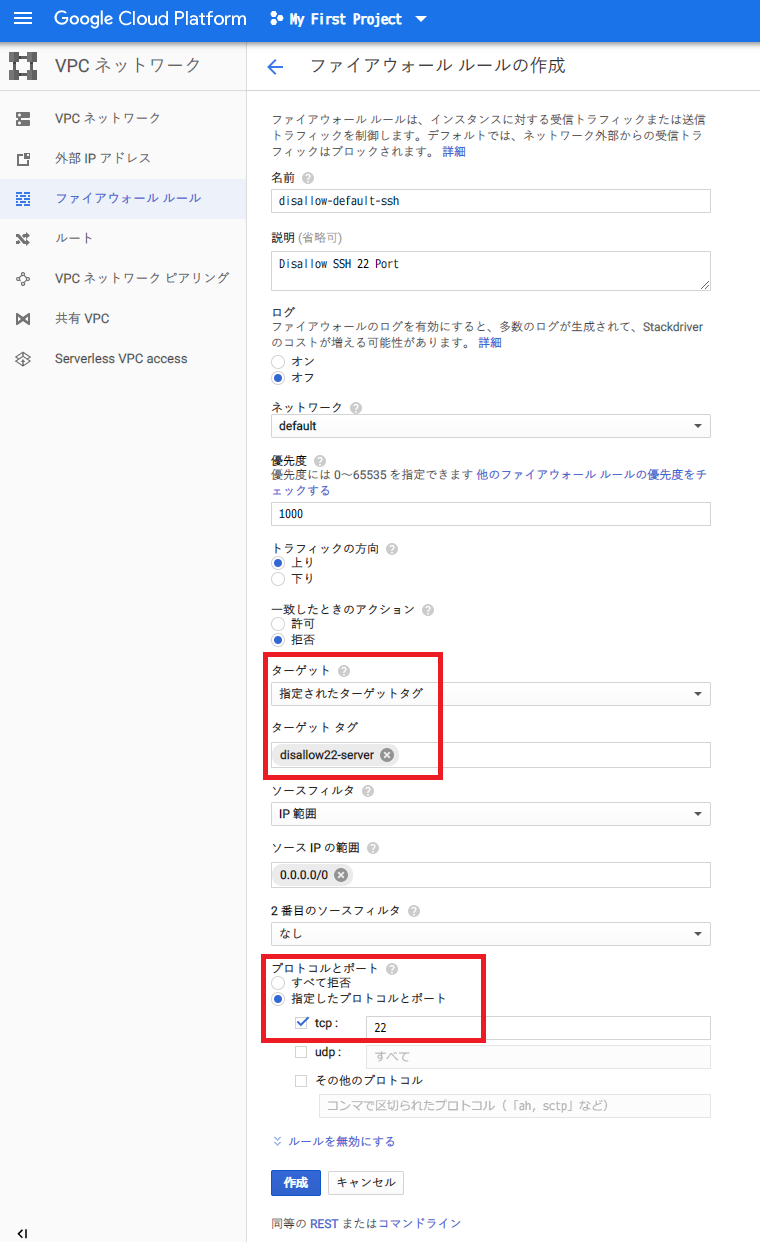 Google Cloud Platform
My First Project
VPC ネットワーク
VPC ネットワーク
外部 IP アドレス
ファイアウォール ルール
ルート
VPC ネットワーク ピアリング
共有 VPC
Serverless VPC access
ファイアウォール ルールの作成
ファイアウォール ルールは、インスタンスに対する受信トラフィックまたは送信
トラフィックを制御します。デフォルトでは、ネットワーク外部からの受信トラ
フィックはブロックされます。 詳細
名前
disallow-default-ssh
説明 (省略可)
Disallow SSH 22 Port
ログ
ファイアウォールのログを有効にすると、多数のログが生成されて、Stackdriver
のコストが増える可能性があります。 詳細
オン
オフ
ネットワーク
default
優先度
優先度には 0～65535 を指定できます 他のファイアウォール ルールの優先度をチ
ェックする
1000
トラフィックの方向
上り
下り
一致したときのアクション
許可
拒否
ターゲット
指定されたターゲットタグ
ターゲット タグ
disallow22-server
ソースフィルタ
IP 範囲
ソース IP の範囲
0.0.0.0/0
2 番目のソースフィルタ
なし
プロトコルとポート
すべて拒否
指定したプロトコルとポート
tcp : 22
udp : すべて
その他のプロトコル
コンマで区切られたプロトコル（「ah, sctp」など）
ルールを無効にする
作成 キャンセル
同等の REST またはコマンドライン